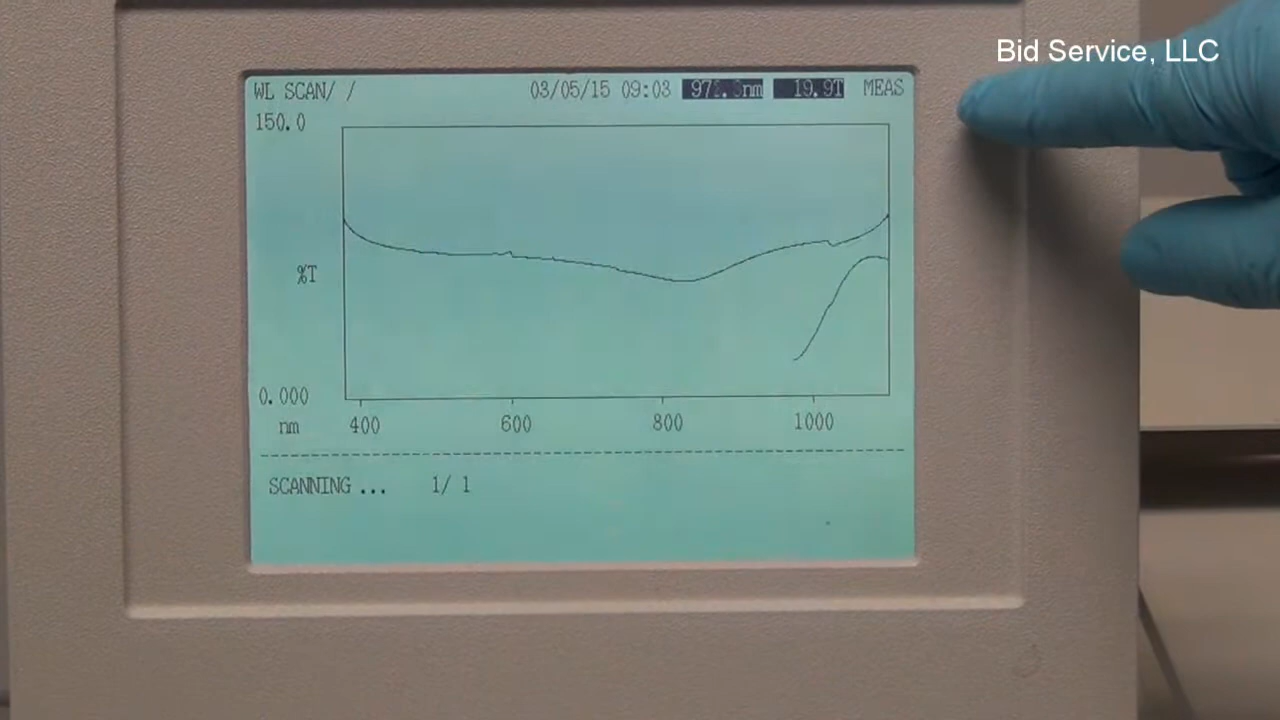 Bid Service, LLC
WL SCAN/ / 03/05/15 09:03 19.9T MEAS
150.0
%T
0.000
nm 400 600 800 1000
SCANNING ... 1/ 1